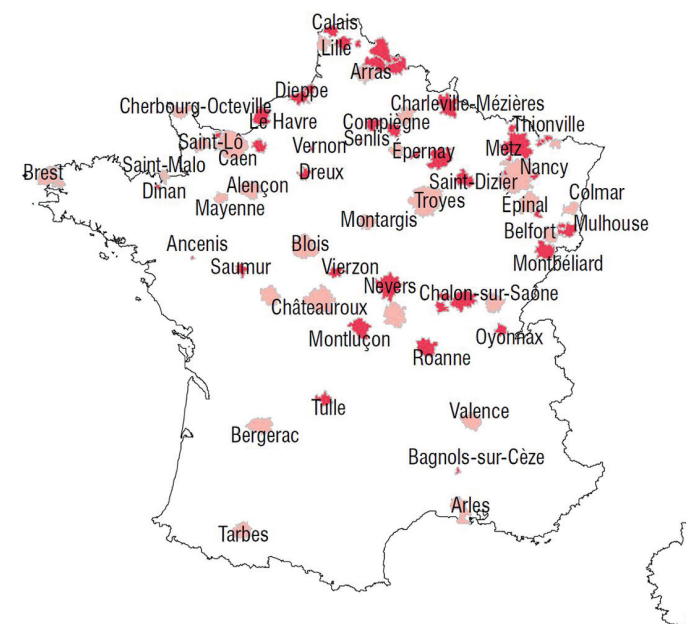 Calais
Lille
Arras
Dieppe
Cherbourg-Octeville
Charleville-Mézières
Le Havre
Compiègne
Thionville
Saint-Lô
Senlis
Vernon
Metz
Caen
Épernay
Saint-Malo
Nancy
Brest
Dreux
Saint-Dizier
Dinan
Alençon
Colmar
Troyes
Épinal
Mayenne
Montargis
Mulhouse
Belfort
Ancenis
Blois
Montbéliard
Saumur
Vierzon
Nevers
Chalon-sur-Saône
Châteauroux
Montluçon
Oyonnax
Roanne
Tulle
Valence
Bergerac
Bagnols-sur-Cèze
Arles
Tarbes